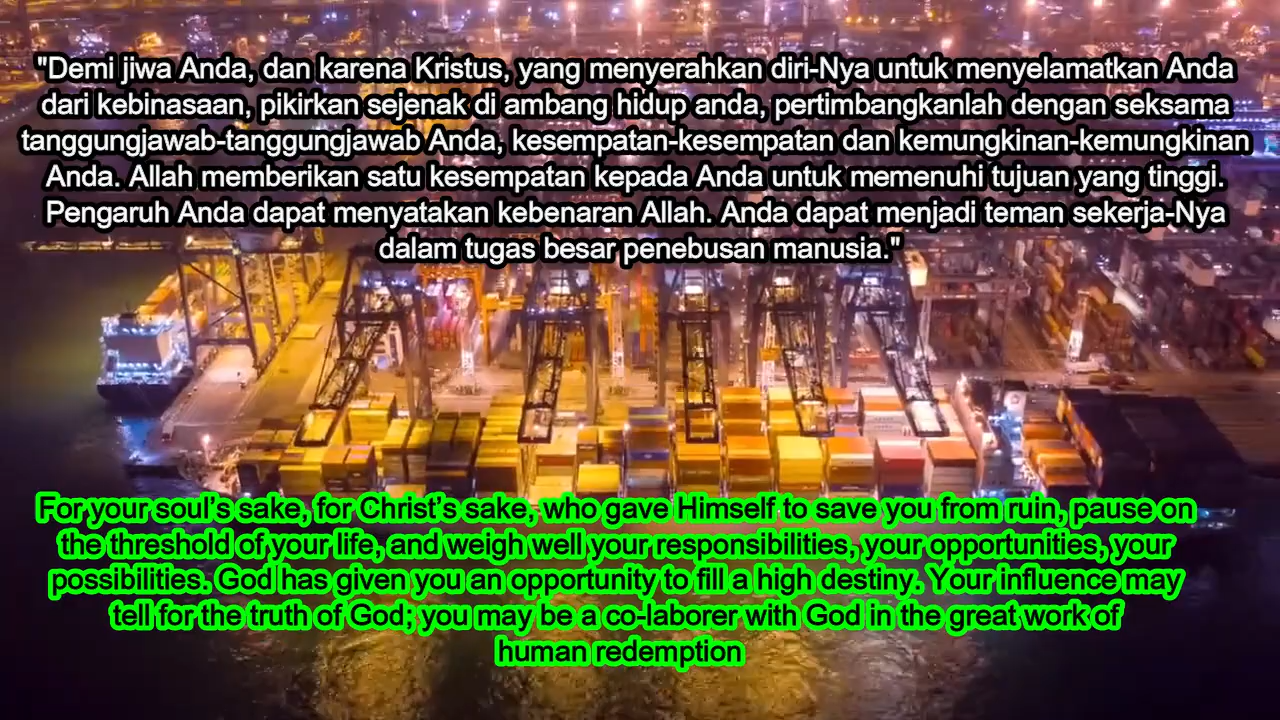 "Demi jiwa Anda, dan karena Kristus, yang menyerahkan diri-Nya untuk menyelamatkan Anda
dari kebinasaan, pikirkan sejenak di ambang hidup anda, pertimbangkanlah dengan seksama
tanggungjawab-tanggungjawab Anda, kesempatan-kesempatan dan kemungkinan-kemungkinan
Anda. Allah memberikan satu kesempatan kepada Anda untuk memenuhi tujuan yang tinggi.
Pengaruh Anda dapat menyatakan kebenaran Allah. Anda dapat menjadi teman sekerja-Nya
dalam tugas besar penebusan manusia."
For your soul's sake, for Christ's sake, who gave Himself to save you from ruin, pause on
the threshold of your life, and weigh well your responsibilities, your opportunities, your
possibilities. God has given you an opportunity to fill a high destiny. Your influence may
tell for the truth of God; you may be a co-laborer with God in the great work of
human redemption